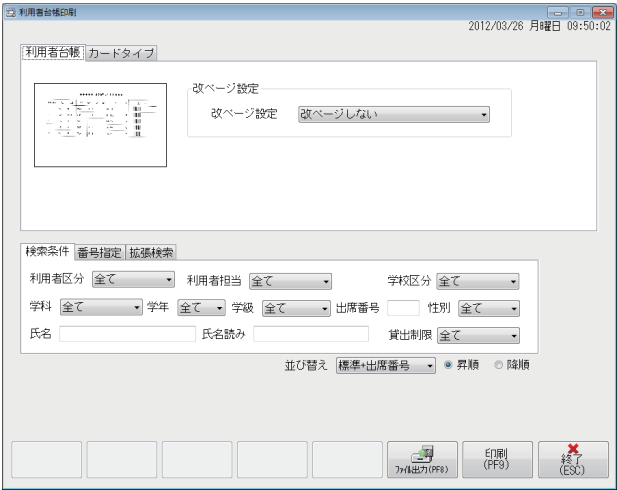 利用者台帳印刷
2012/03/26 月曜日 09:50:02
利用者台帳 カードタイプ
改ページ設定
改ページ設定 改ページしない
検索条件 番号指定 拡張検索
利用者区分 全て 利用者担当 全て 学校区分 全て
学科 全て 学年 全て 学級 全て 出席番号 性別 全て
氏名 氏名読み 貸出制限 全て
並び替え 標準+出席番号 昇順 降順
ファイル出力(PF8)
印刷
(PF9)
終了
(ESC)